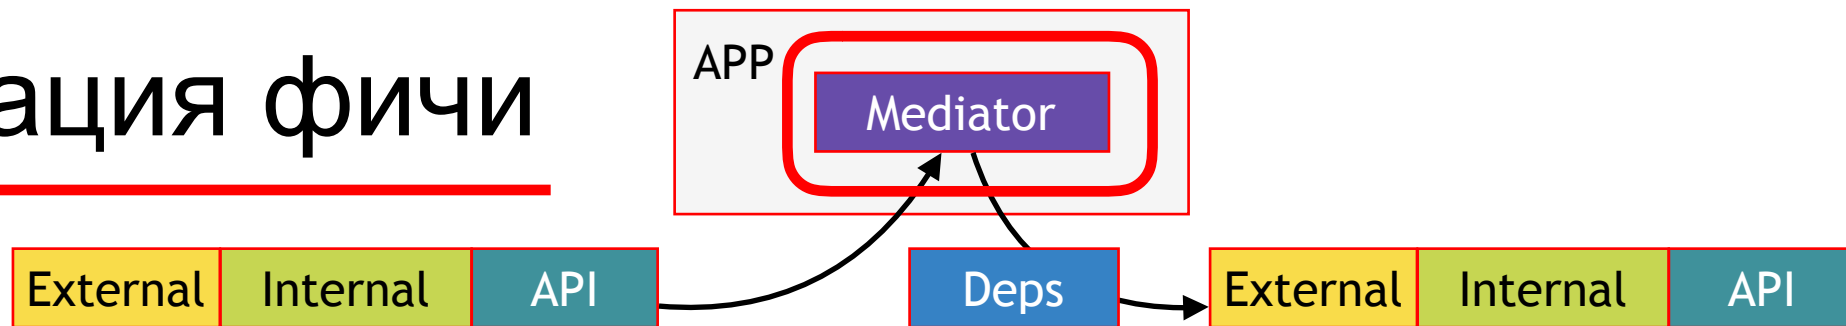 ация фичи
APP
Mediator
External Internal API Deps External Internal API